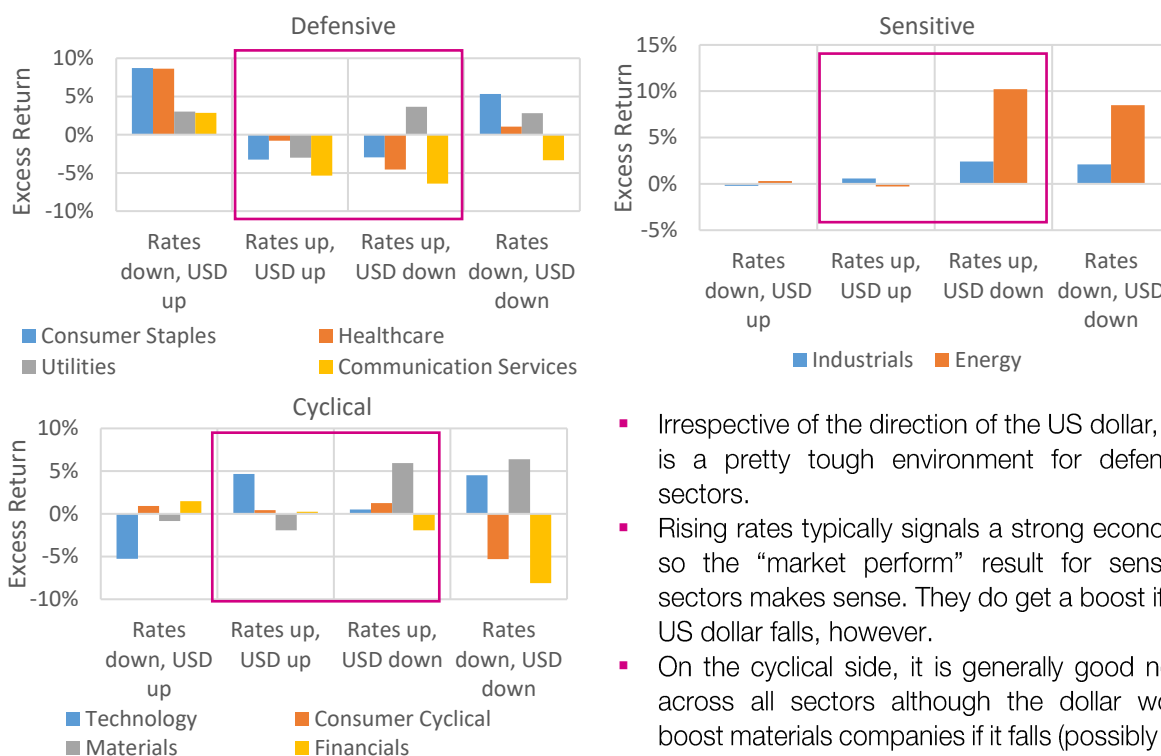 Defensive
Excess Return
10%
5%
0%
-5%
-10%
Rates down, USD up
Rates up, USD up
Rates up, USD down
Rates down, USD down
Consumer Staples
Healthcare
Utilities
Communication Services
Sensitive
Excess Return
15%
10%
5%
0%
-5%
Rates down, USD up
Rates up, USD up
Rates up, USD down
Rates down, USD down
Industrials
Energy
Cyclical
Excess Return
10%
5%
0%
-5%
-10%
Rates down, USD up
Rates up, USD up
Rates up, USD down
Rates down, USD down
Technology
Consumer Cyclical
Materials
Financials
▪ Irrespective of the direction of the US dollar,
is a pretty tough environment for
sectors.
▪ Rising rates typically signals a strong
so the “market perform” result for
sectors makes sense. They do get a boost if
US dollar falls, however.
▪ On the cyclical side, it is generally good
across all sectors although the dollar
boost materials companies if it falls (possibly